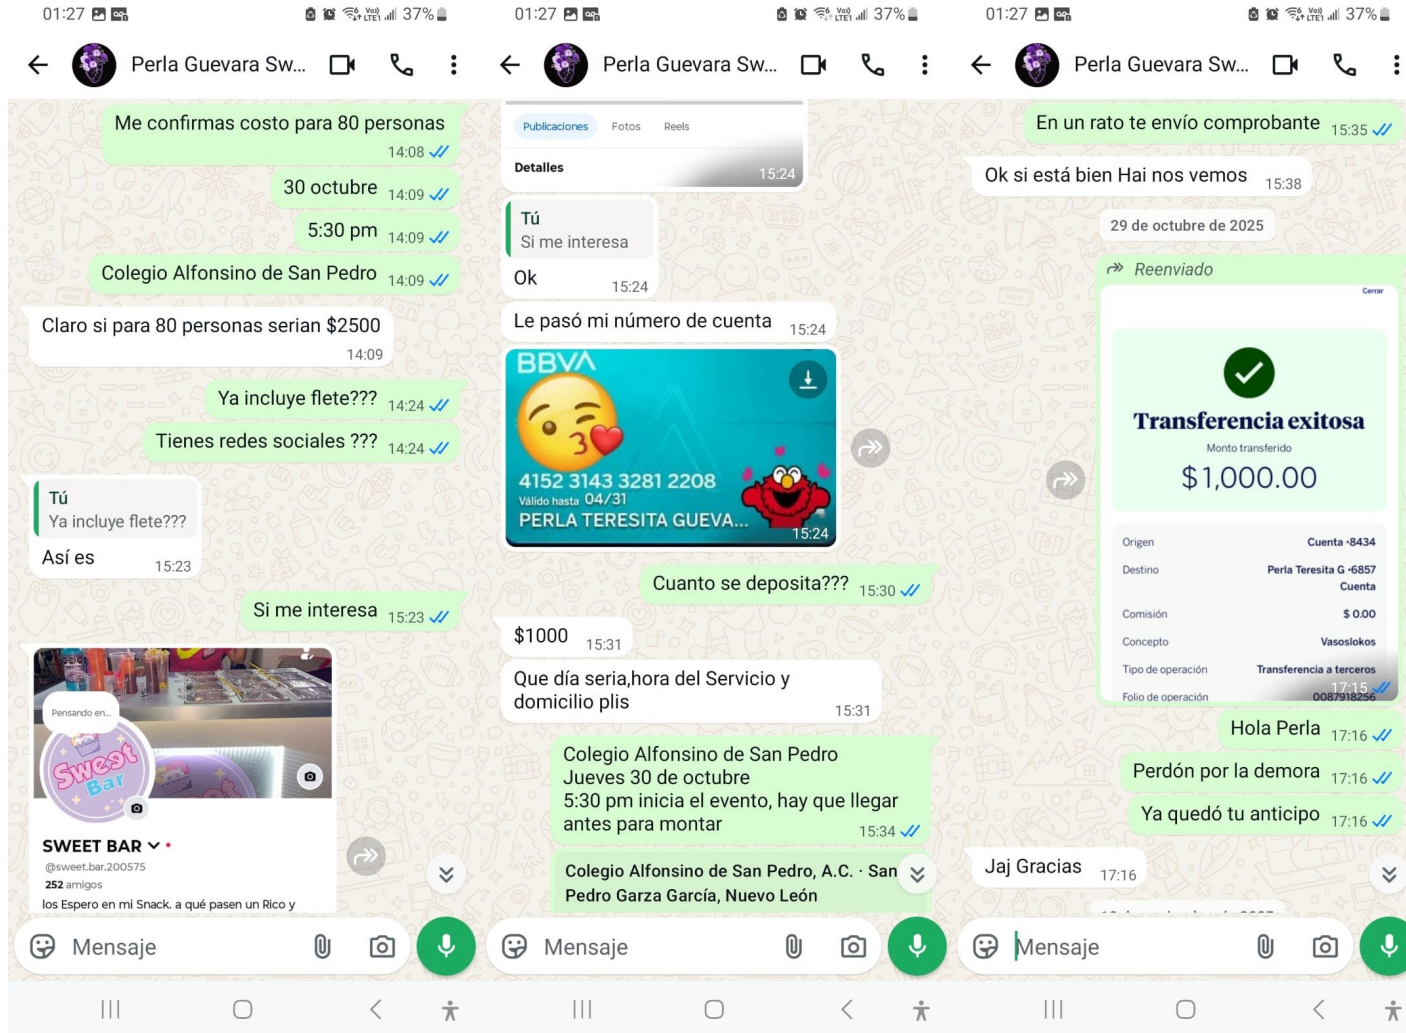 01:27
37%
Perla Guevara Sw...
Me confirmas costo para 80 personas
14:08
30 octubre 14:09
5:30 pm 14:09
Colegio Alfonsino de San Pedro 14:09
Claro si para 80 personas serian $2500
14:09
Ya incluye flete??? 14:24
Tienes redes sociales ??? 14:24
Tú
Ya incluye flete???
Así es 15:23
Si me interesa 15:23
Pensando en...
Sweet
Bar
SWEET BAR
@sweet.bar.200575
252 amigos
los Espero en mi Snack. a qué pasen un Rico y
Mensaje
01:27
37%
Perla Guevara Sw...
Publicaciones Fotos Reels
Detalles
15:24
Tú
Si me interesa
Ok 15:24
Le pasó mi número de cuenta 15:24
BBVA
4152 3143 3281 2208
Válido hasta 04/31
PERLA TERESITA GUEVA...
15:24
Cuanto se deposita??? 15:30
$1000 15:31
Que día seria,hora del Servicio y
domicilio plis 15:31
Colegio Alfonsino de San Pedro
Jueves 30 de octubre
5:30 pm inicia el evento, hay que llegar
antes para montar 15:34
Colegio Alfonsino de San Pedro, A.C. · San
Pedro Garza García, Nuevo León
Mensaje
01:27
37%
Perla Guevara Sw...
En un rato te envío comprobante 15:35
Ok si está bien Hai nos vemos 15:38
29 de octubre de 2025
Reenviado
Cerrar
Transferencia exitosa
Monto transferido
$1,000.00
Origen Cuenta ·8434
Destino Perla Teresita G ·6857
Cuenta
Comisión $ 0.00
Concepto Vasoslokos
Tipo de operación Transferencia a terceros
17:15
Folio de operación 0087918256
Hola Perla 17:16
Perdón por la demora 17:16
Ya quedó tu anticipo 17:16
Jaj Gracias 17:16
Mensaje